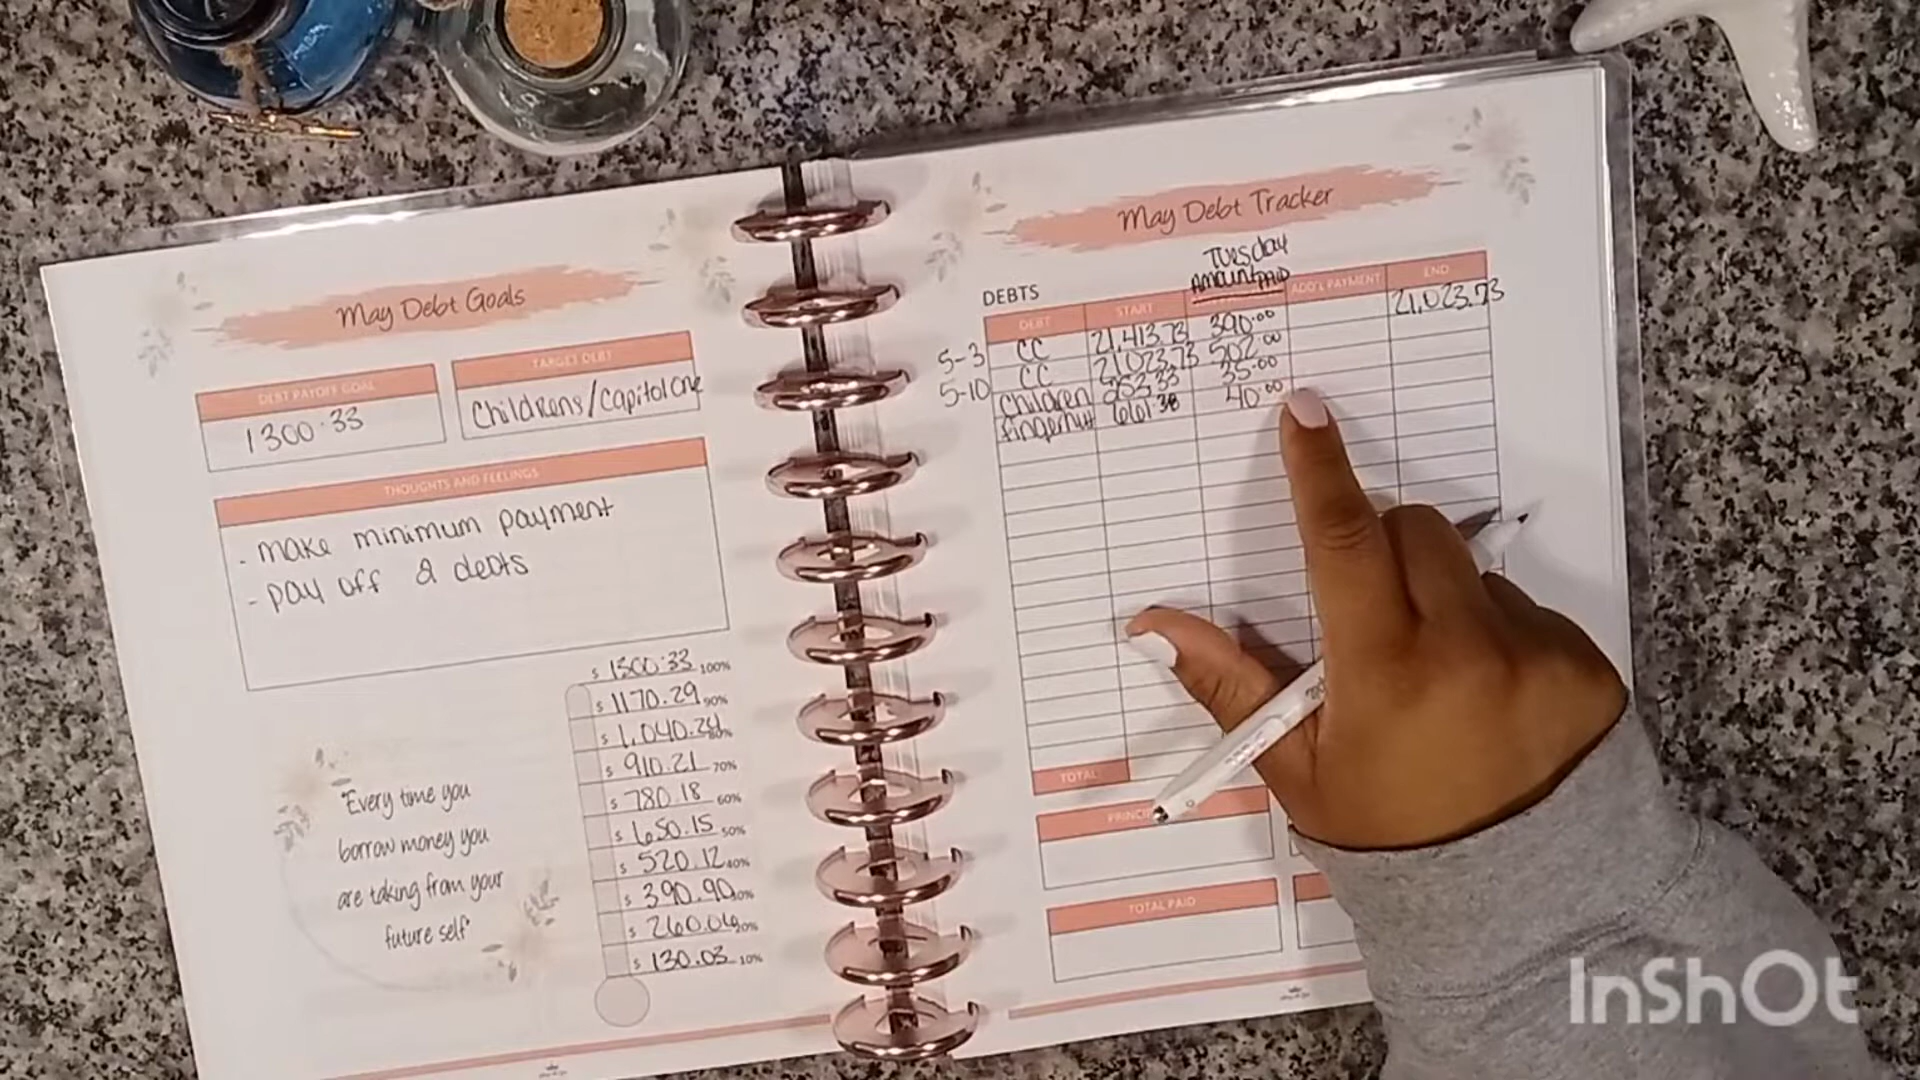 May Debt Goals
DEBT PAYOFF GOAL
1300.33
TARGET DEBT
Childrens/Capitol One
THOUGHTS AND FEELINGS
- make minimum payment
- pay off 2 debts
$ 1300.33 100%
$ 1170.29 90%
$ 1,040.24 80%
$ 910.21 70%
$ 780.18 60%
$ 650.15 50%
$ 520.12 40%
$ 390.90 30%
$ 260.06 20%
$ 130.03 10%
"Every time you
borrow money you
are taking from your
future self"
May Debt Tracker
Tuesday
Amount PAID
DEBTS
DEBT START ADD'L PAYMENT END
5-3 CC 21,413.73 390.00 21,023.73
5-10 CC 21,023.73 502.00
Children 253.33 35.00
fingerhut 661.38 40.00
TOTAL
TOTAL PAID
InShOt